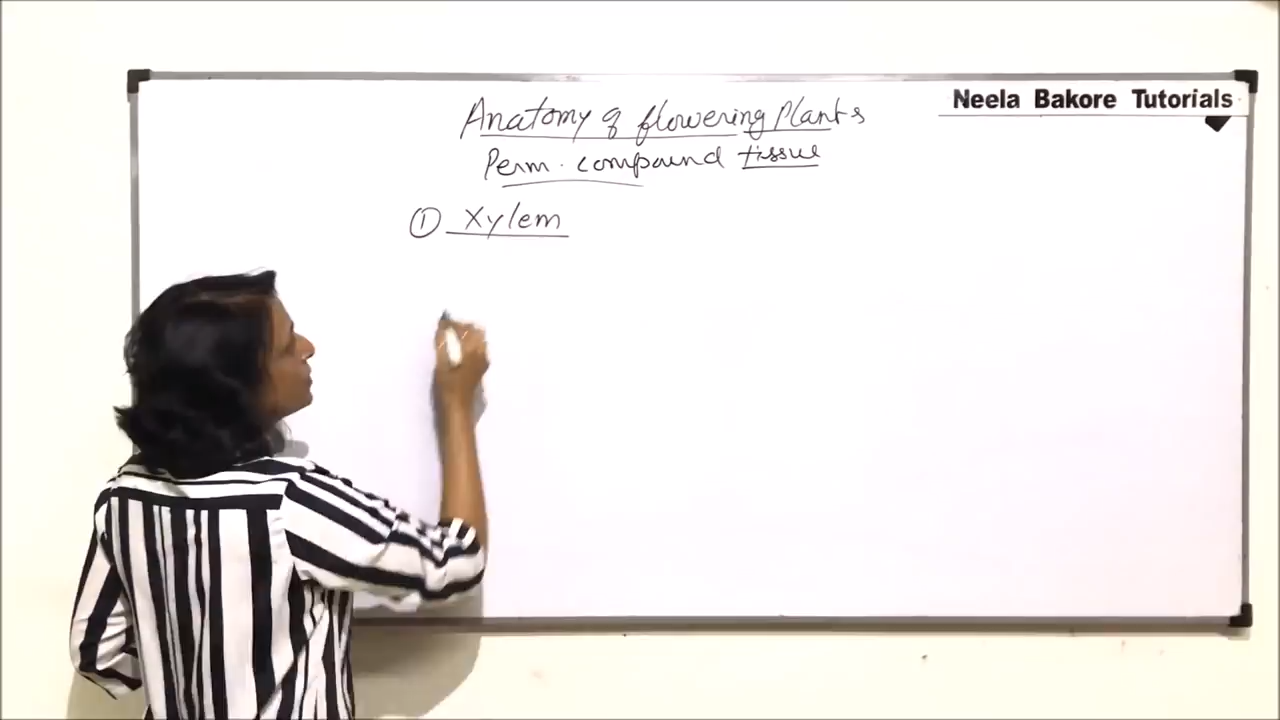 Neela Bakore Tutorials
Anatomy of flowering Plants
Perm. compound tissue
① Xylem